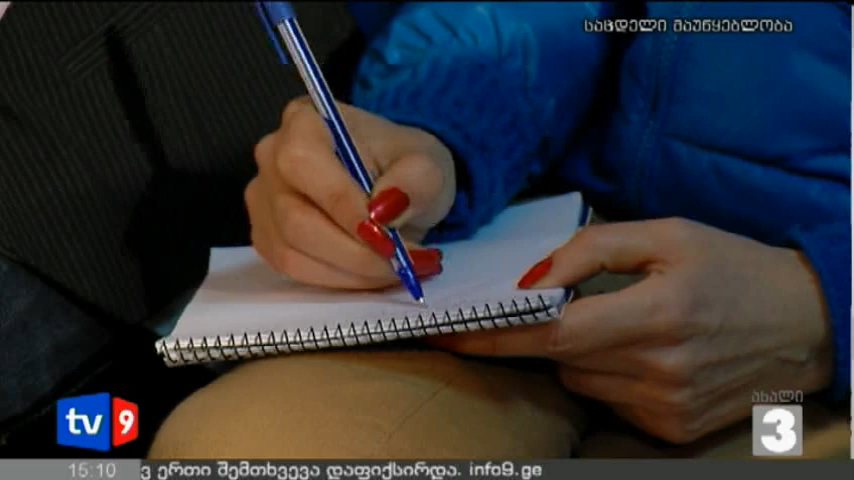 საცდელი მაუწყებლობა
tv9
ახალი
3
15:10
ვ ერთი შემთხვევა დაფიქსირდა. info9.ge